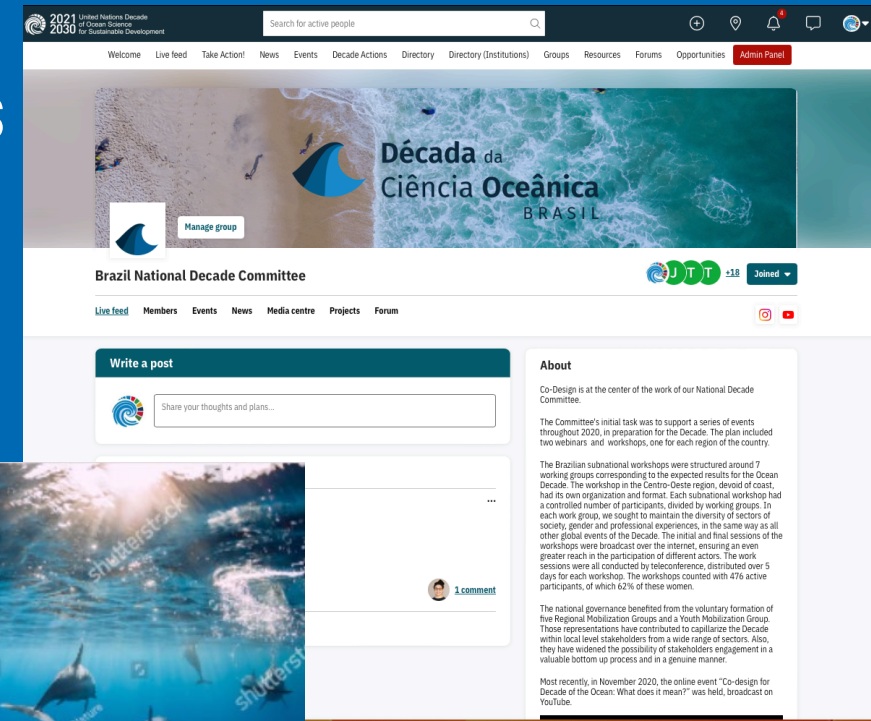 S
2021 United Nations Decade
2030 of Ocean Science
for Sustainable Development
Search for active people
4
Welcome Live feed Take Action! News Events Decade Actions Directory Directory (Institutions) Groups Resources Forums Opportunities Admin Panel
Década da
Ciência Oceânica
BRASIL
Manage group
Brazil National Decade Committee
J T T +18 Joined
Live feed Members Events News Media centre Projects Forum
Write a post
Share your thoughts and plans...
...
1 comment
About
Co-Design is at the center of the work of our National Decade
Committee.
The Committee's initial task was to support a series of events
throughout 2020, in preparation for the Decade. The plan included
two webinars and workshops, one for each region of the country.
The Brazilian subnational workshops were structured around 7
working groups corresponding to the expected results for the Ocean
Decade. The workshop in the Centro-Oeste region, devoid of coast,
had its own organization and format. Each subnational workshop had
a controlled number of participants, divided by working groups. In
each work group, we sought to maintain the diversity of sectors of
society, gender and professional experiences, in the same way as all
other global events of the Decade. The initial and final sessions of the
workshops were broadcast over the internet, ensuring an even
greater reach in the participation of different actors. The work
sessions were all conducted by teleconference, distributed over 5
days for each workshop. The workshops counted with 476 active
participants, of which 62% of these women.
The national governance benefited from the voluntary formation of
five Regional Mobilization Groups and a Youth Mobilization Group.
Those representations have contributed to capillarize the Decade
within local level stakeholders from a wide range of sectors. Also,
they have widened the possibility of stakeholders engagement in a
valuable bottom up process and in a genuine manner.
Most recently, in November 2020, the online event "Co-design for
Decade of the Ocean: What does it mean?" was held, broadcast on
YouTube.
shutterstock